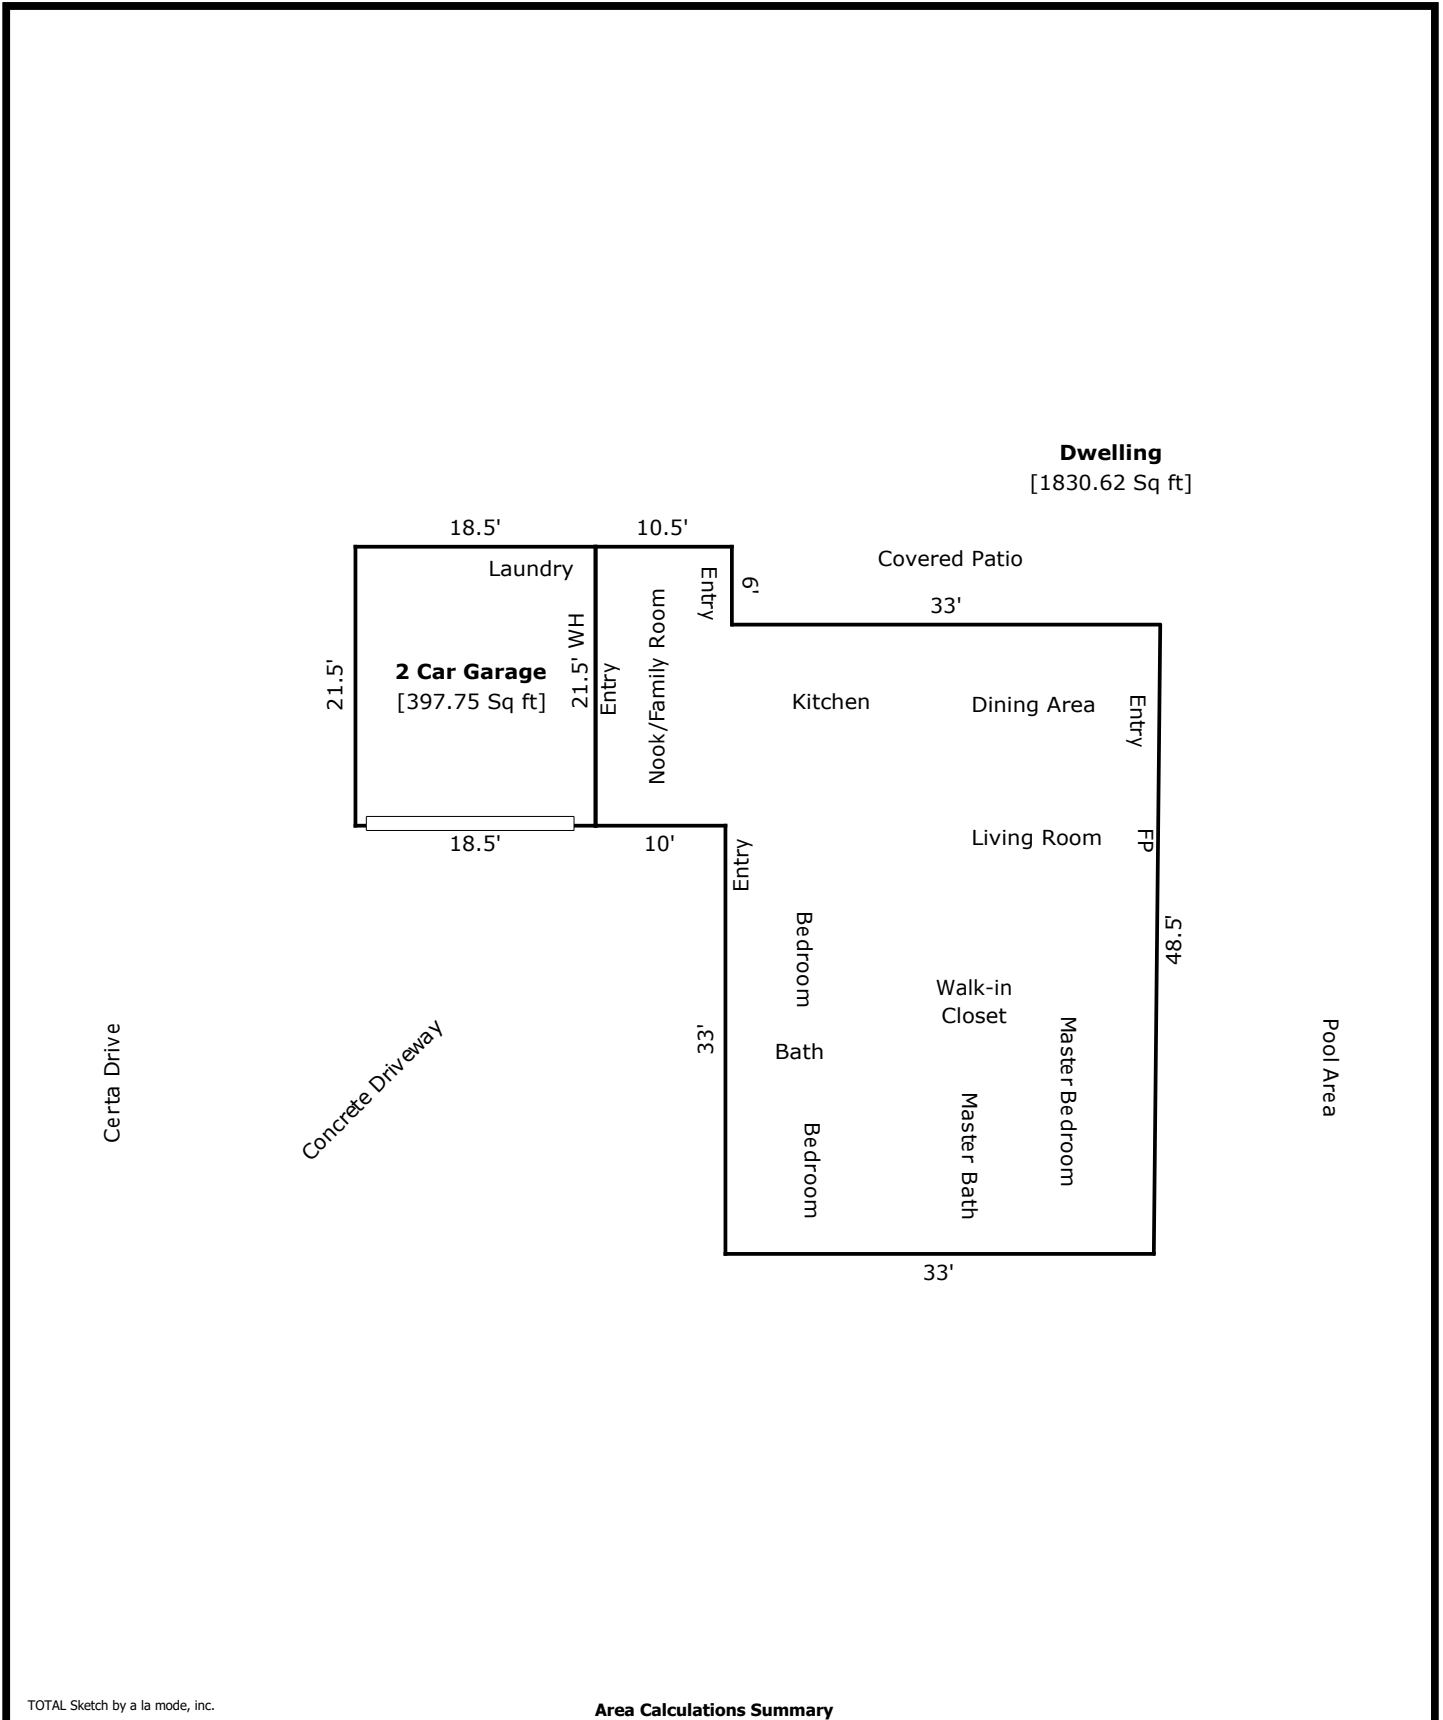 Dwelling
[1830.62 Sq ft]
18.5'
10.5'
Covered Patio
Laundry
Entry
6'
33'
21.5'
2 Car Garage
[397.75 Sq ft]
21.5' WH
Entry
Nook/Family Room
Kitchen
Dining Area
Entry
18.5'
10'
Entry
Living Room
FP
Bedroom
48.5'
Walk-in
Closet
Certa Drive
Concrete Driveway
33'
Bath
Master Bedroom
Pool Area
Bedroom
Master Bath
33'
TOTAL Sketch by a la mode, inc.
Area Calculations Summary